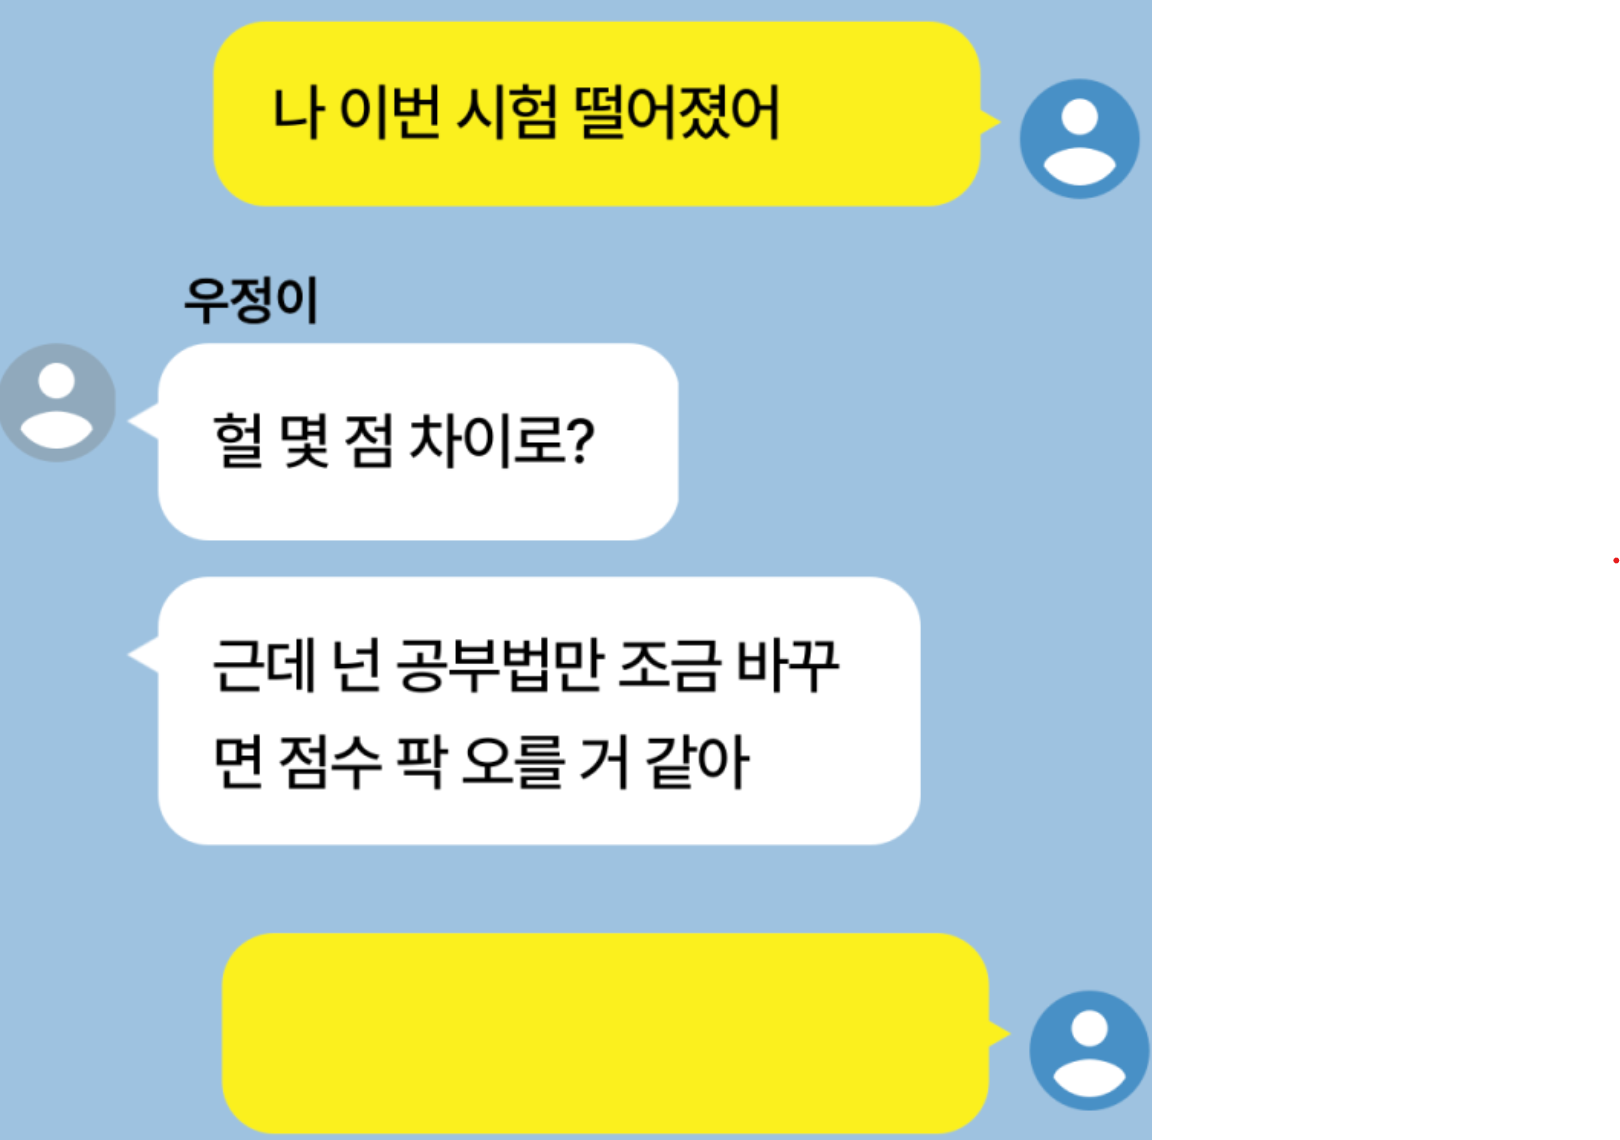 나 이번 시험 떨어졌어
우정이
헐 몇 점 차이로?
근데 넌 공부법만 조금 바꾸
면 점수 팍 오를 거 같아